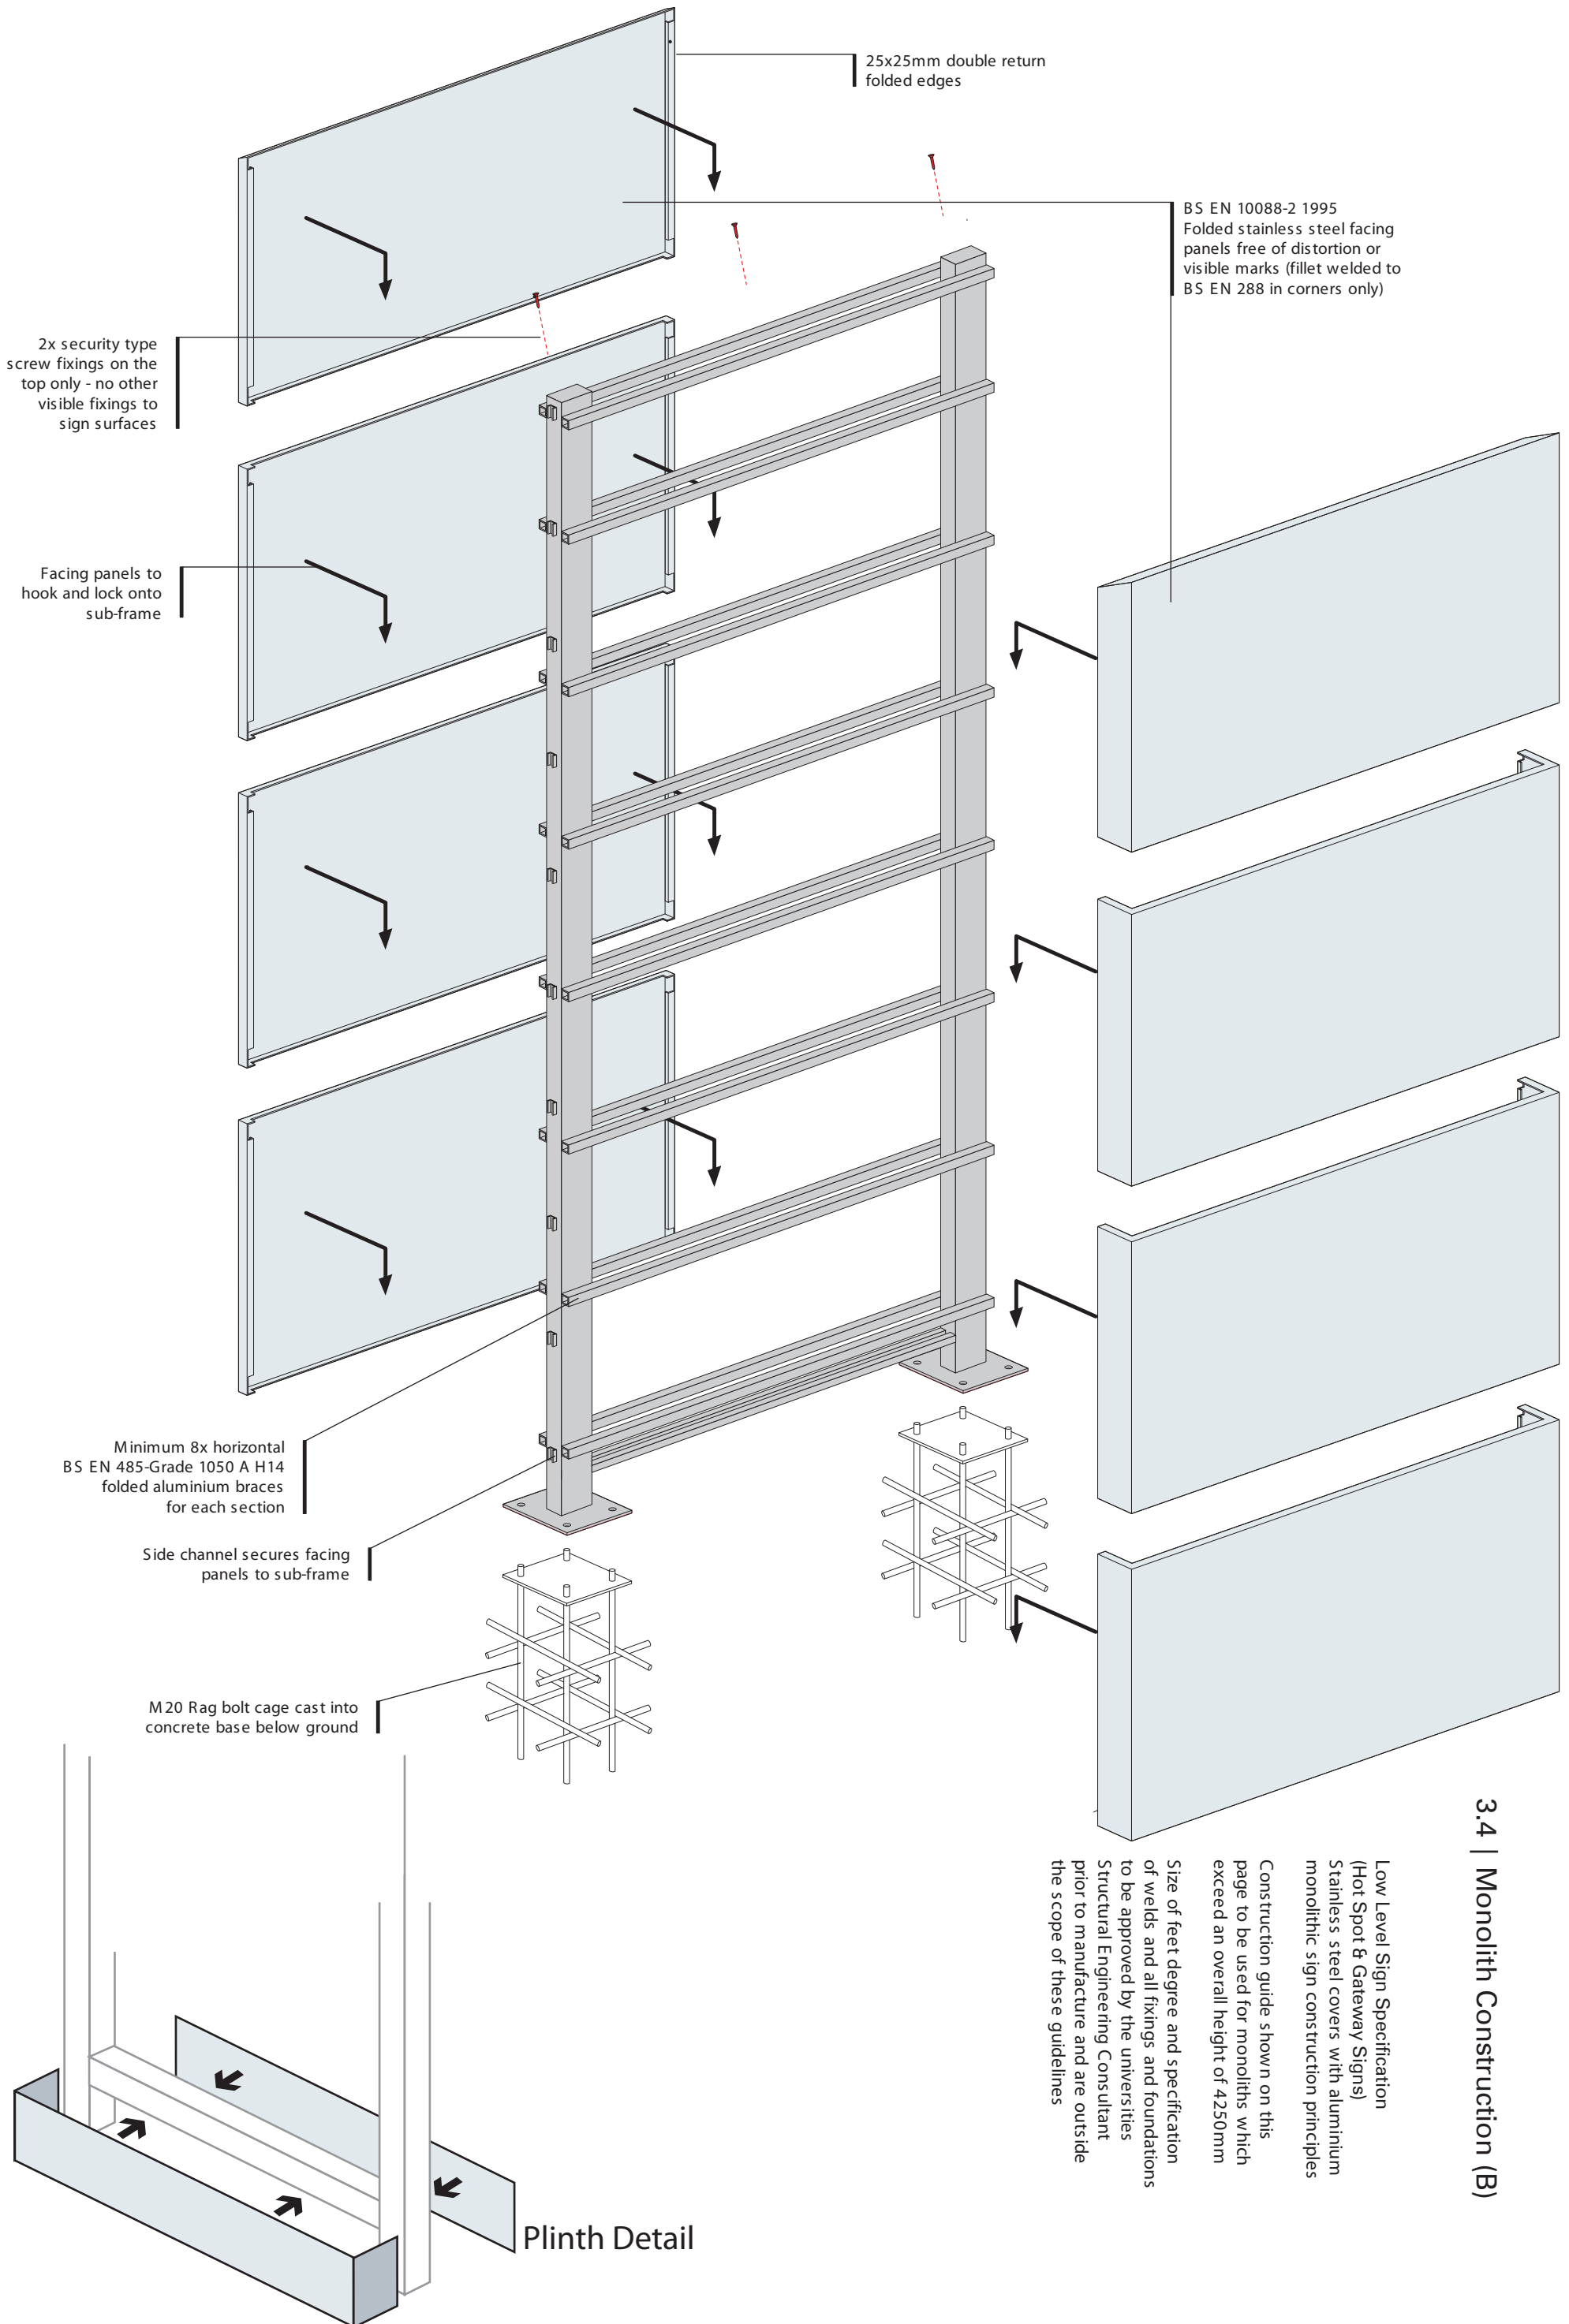 25x25mm double return
folded edges
BS EN 10088-2 1995
Folded stainless steel facing
panels free of distortion or
visible marks (fillet welded to
BS EN 288 in corners only)
2x security type
screw fixings on the
top only - no other
visible fixings to
sign surfaces
Facing panels to
hook and lock onto
sub-frame
Minimum 8x horizontal
BS EN 485-Grade 1050 A H14
folded aluminium braces
for each section
Side channel secures facing
panels to sub-frame
M20 Rag bolt cage cast into
concrete base below ground
3.4 | Monolith Construction (B)
Low Level Sign Specification
(Hot Spot & Gateway Signs)
Stainless steel covers with aluminium
monolithic sign construction principles
Construction guide shown on this
page to be used for monoliths which
exceed an overall height of 4250mm
Size of feet degree and specification
of welds and all fixings and foundations
to be approved by the universities
Structural Engineering Consultant
prior to manufacture and are outside
the scope of these guidelines
Plinth Detail